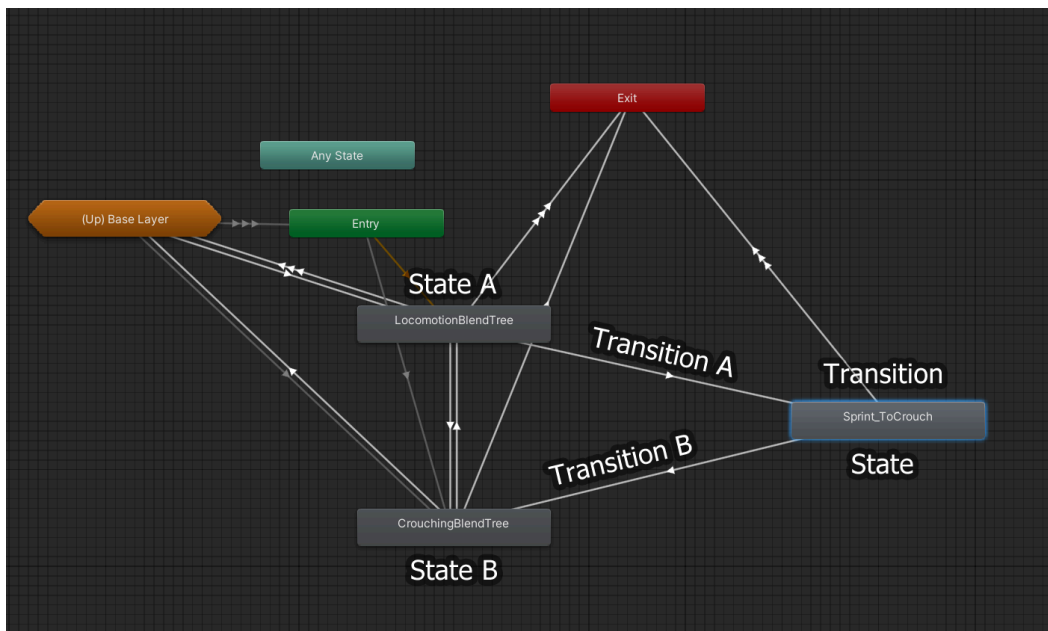 Exit
Any State
(Up) Base Layer
Entry
State A
LocomotionBlendTree
Transition A
Transition
Sprint_ToCrouch
State
Transition B
CrouchingBlendTree
State B